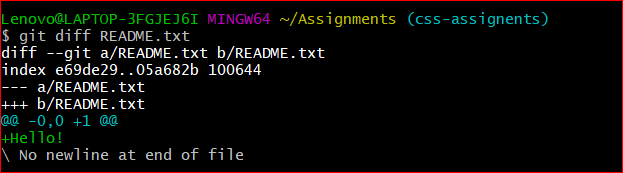 Lenovo@LAPTOP-3FGJEJ6I MINGW64 ~/Assignments (css-assignents)
$ git diff README.txt
diff --git a/README.txt b/README.txt
index e69de29..05a682b 100644
--- a/README.txt
+++ b/README.txt
@@ -0,0 +1 @@
+Hello!
\ No newline at end of file